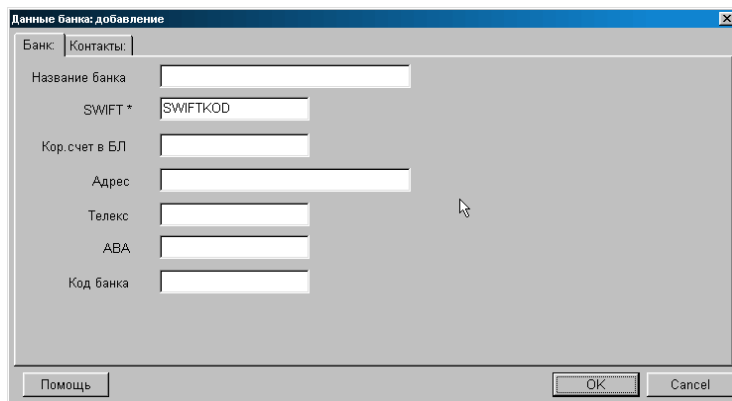 Данные банка: добавление
Банк: Контакты:
Название банка
SWIFT * SWIFTKOD
Кор.счет в БЛ
Адрес
Телекс
ABA
Код банка
Помощь OK Cancel